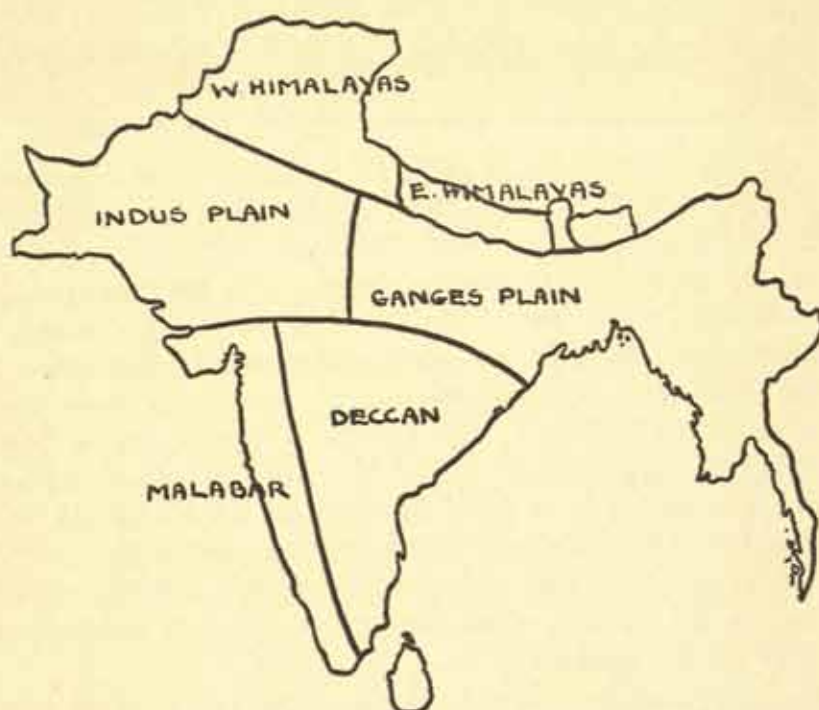 W. HIMALAYAS
E. HIMALAYAS
INDUS PLAIN
GANGES PLAIN
DECCAN
MALABAR